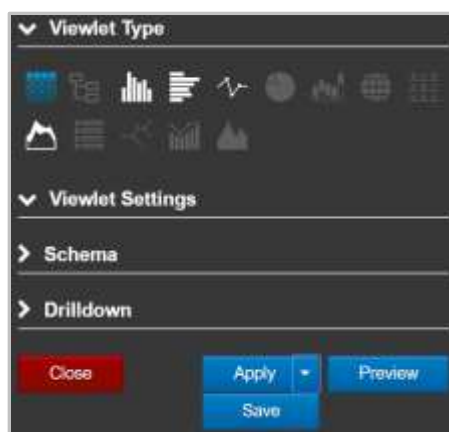 Viewlet Type
Viewlet Settings
Schema
Drilldown
Close Apply Preview
Save